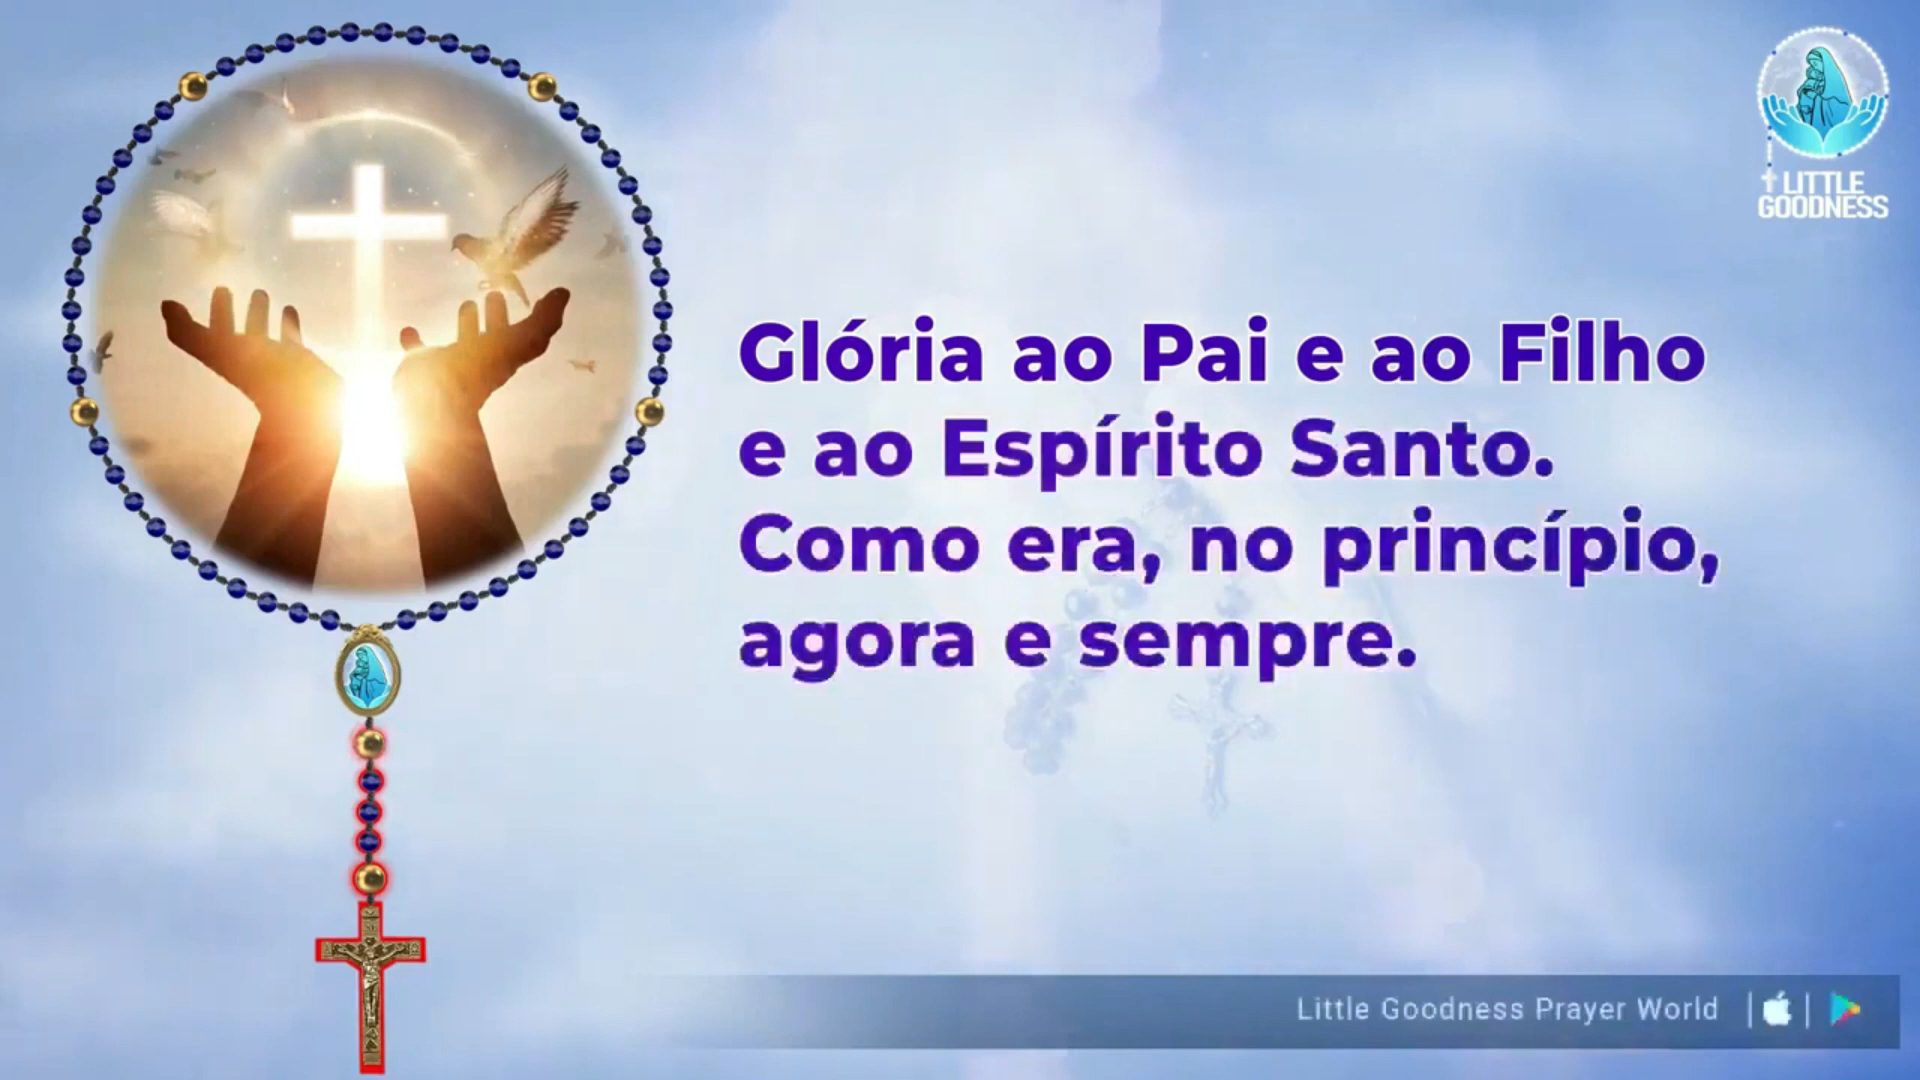 Glória ao Pai e ao Filho
e ao Espírito Santo.
Como era, no princípio,
agora e sempre.
LITTLE
GOODNESS
Little Goodness Prayer World